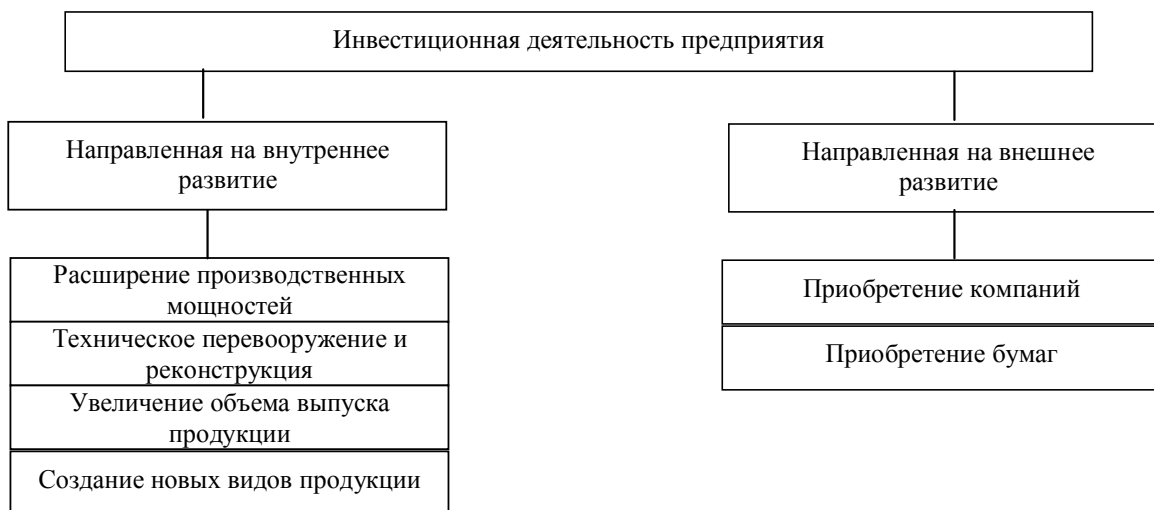 Инвестиционная деятельность предприятия
Направленная на внутреннее
развитие
Направленная на внешнее
развитие
Расширение производственных
мощностей
Техническое перевооружение и
реконструкция
Увеличение объема выпуска
продукции
Создание новых видов продукции
Приобретение компаний
Приобретение бумаг